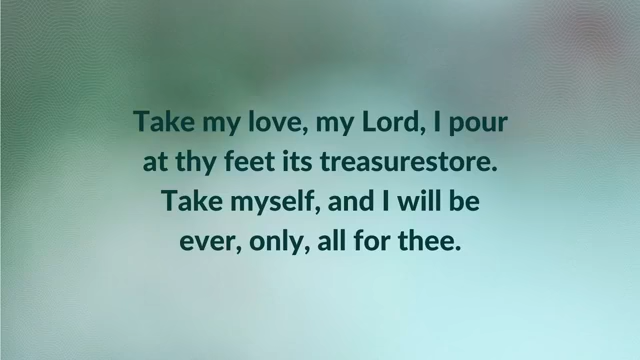 Take my love, my Lord, I pour
at thy feet its treasurestore.
Take myself, and I will be
ever, only, all for thee.